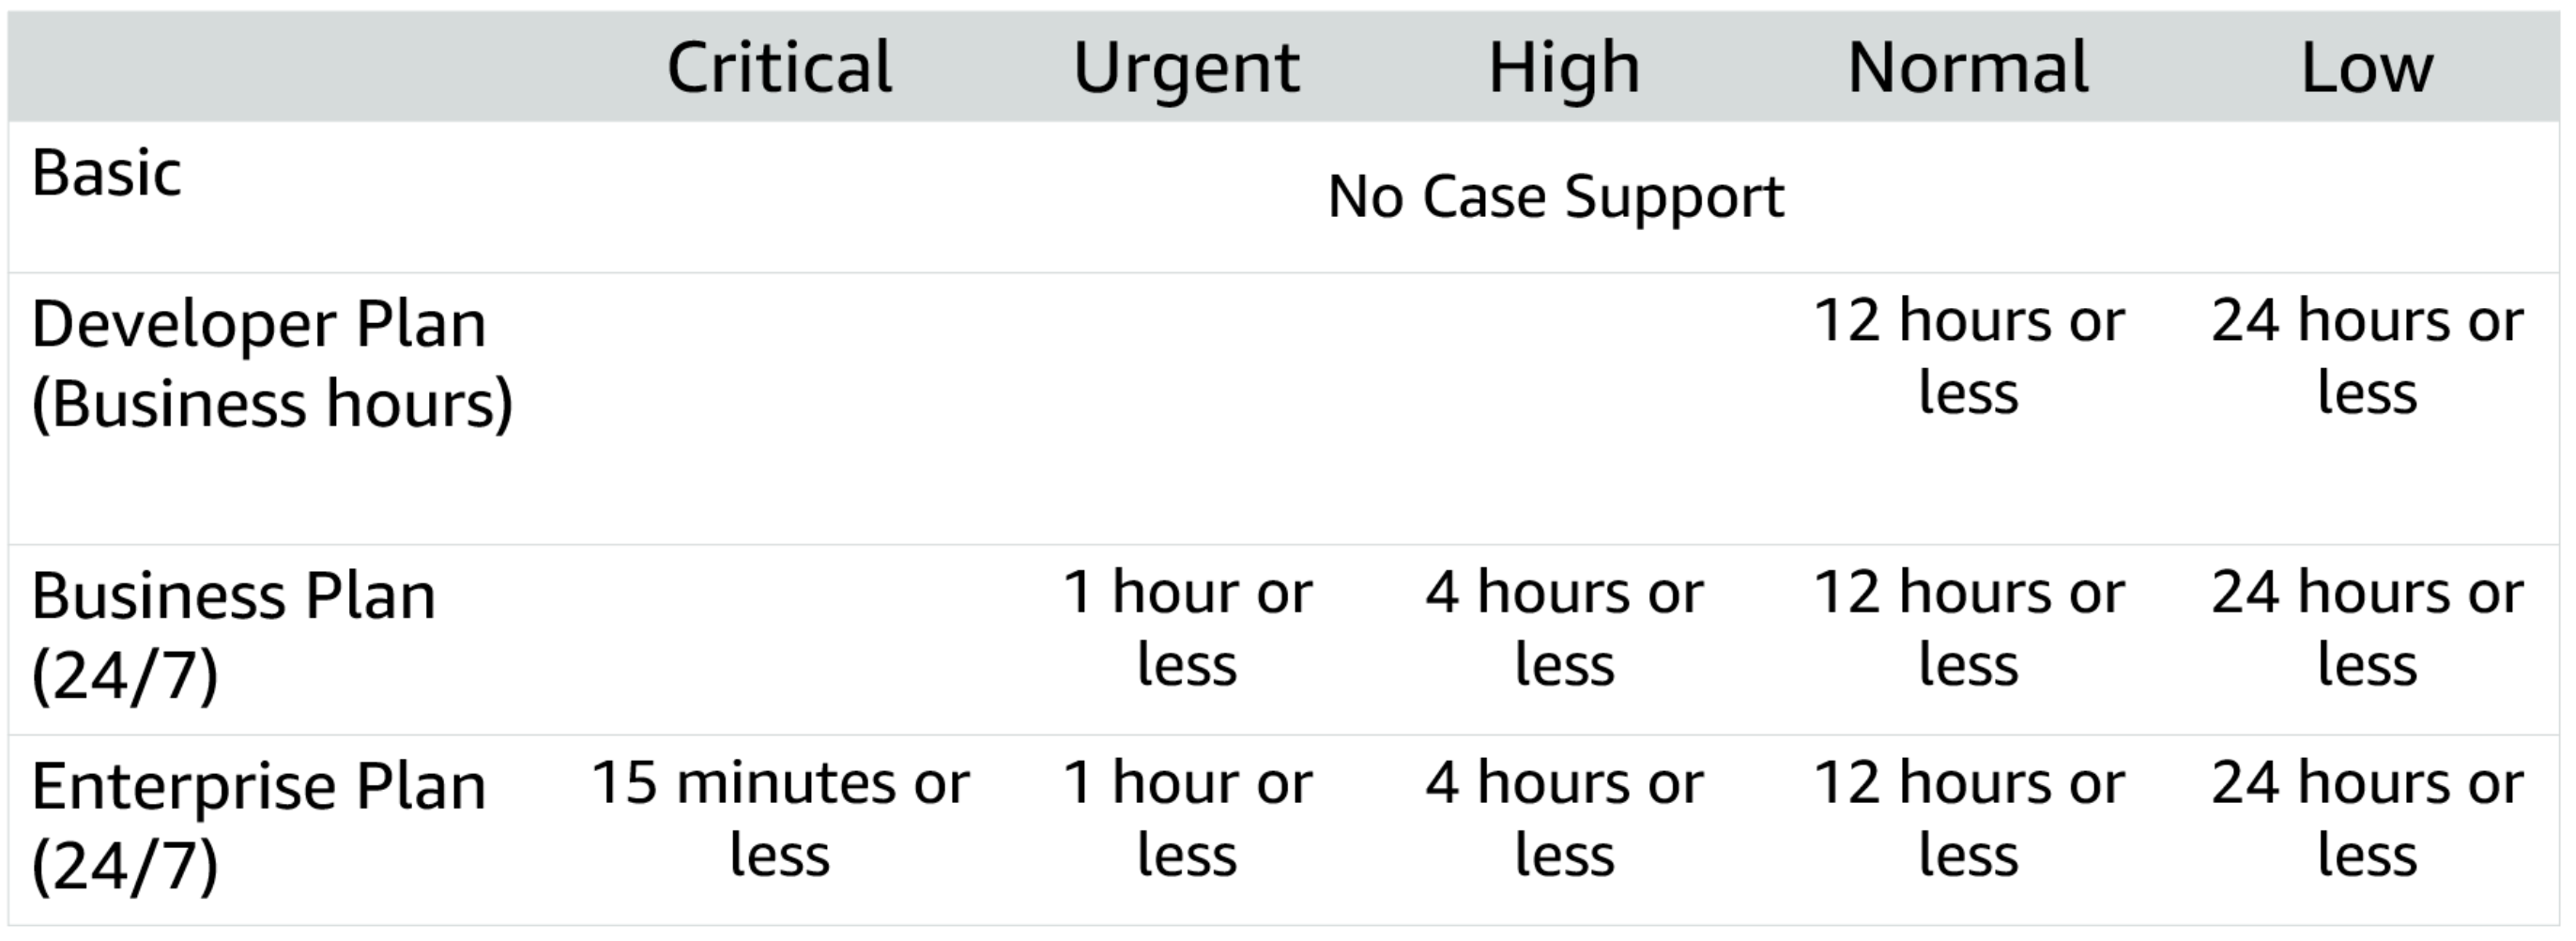 Critical Urgent High Normal Low
Basic
No Case Support
Developer Plan
(Business hours)
12 hours or
less
24 hours or
less
Business Plan
(24/7)
1 hour or
less
4 hours or
less
12 hours or
less
24 hours or
less
Enterprise Plan
(24/7)
15 minutes or
less
1 hour or
less
4 hours or
less
12 hours or
less
24 hours or
less